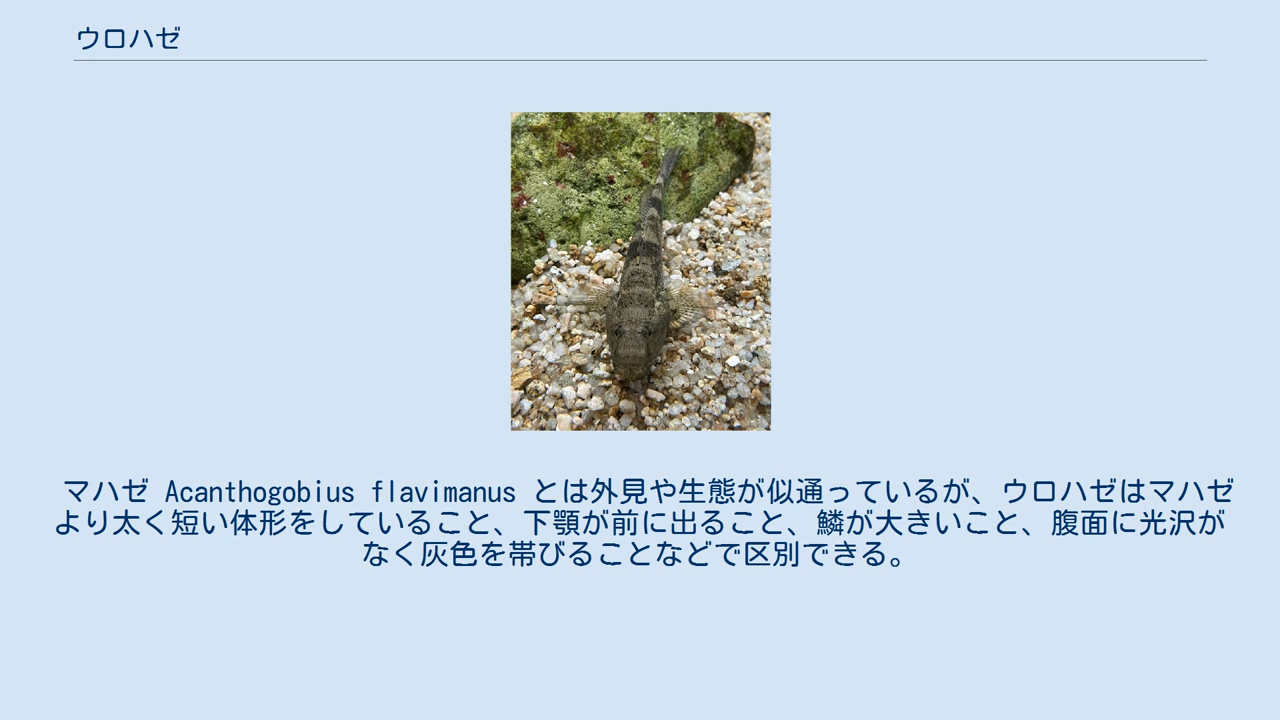 ウロハゼ
マハゼ Acanthogobius flavimanus とは外見や生態が似通っているが、ウロハゼはマハゼ
より太く短い体形をしていること、下顎が前に出ること、鱗が大きいこと、腹面に光沢が
なく灰色を帯びることなどで区別できる。